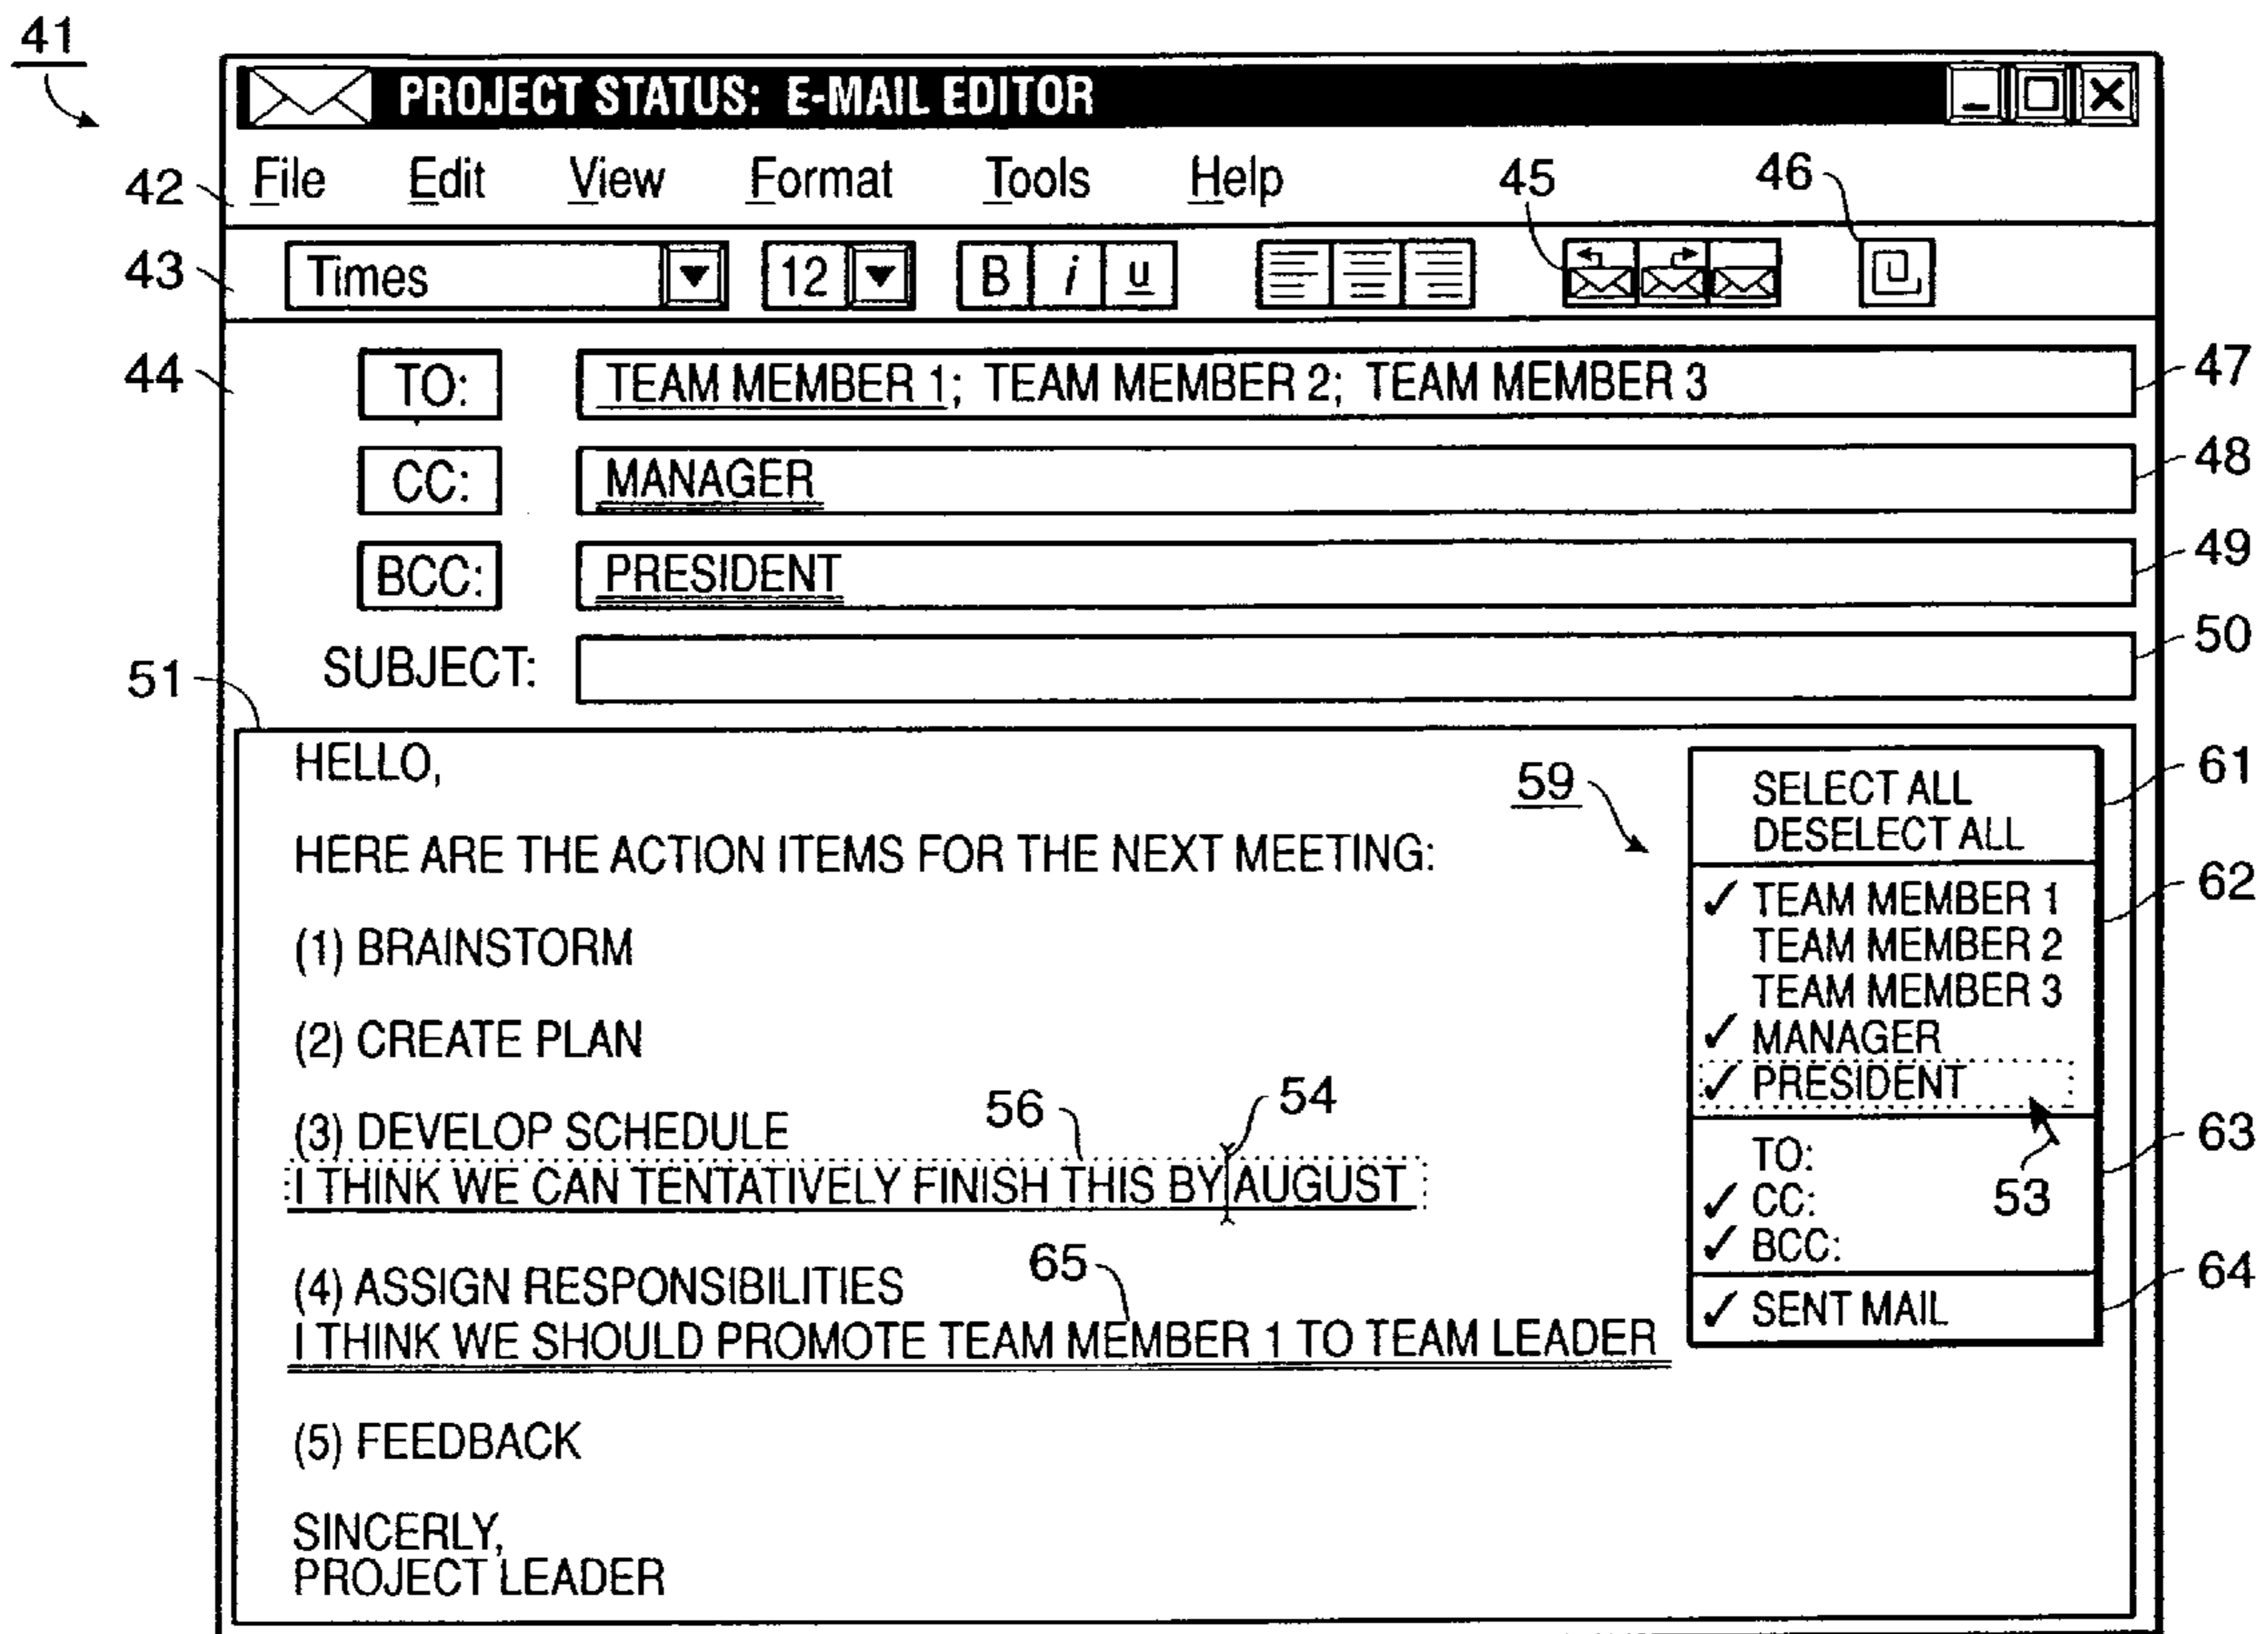 41
PROJECT STATUS: E-MAIL EDITOR
42 File Edit View Format Tools Help 45 46
43 Times 12 B i u
44 TO: TEAM MEMBER 1; TEAM MEMBER 2; TEAM MEMBER 3 47
CC: MANAGER 48
BCC: PRESIDENT 49
SUBJECT: 50
51
HELLO,
HERE ARE THE ACTION ITEMS FOR THE NEXT MEETING:
(1) BRAINSTORM
(2) CREATE PLAN
(3) DEVELOP SCHEDULE 56 54
I THINK WE CAN TENTATIVELY FINISH THIS BY AUGUST
(4) ASSIGN RESPONSIBILITIES 65
I THINK WE SHOULD PROMOTE TEAM MEMBER 1 TO TEAM LEADER
(5) FEEDBACK
SINCERLY,
PROJECT LEADER
59
SELECT ALL 61
DESELECT ALL
✓ TEAM MEMBER 1 62
TEAM MEMBER 2
TEAM MEMBER 3
✓ MANAGER
✓ PRESIDENT
TO: 63
✓ CC: 53
✓ BCC:
✓ SENT MAIL 64